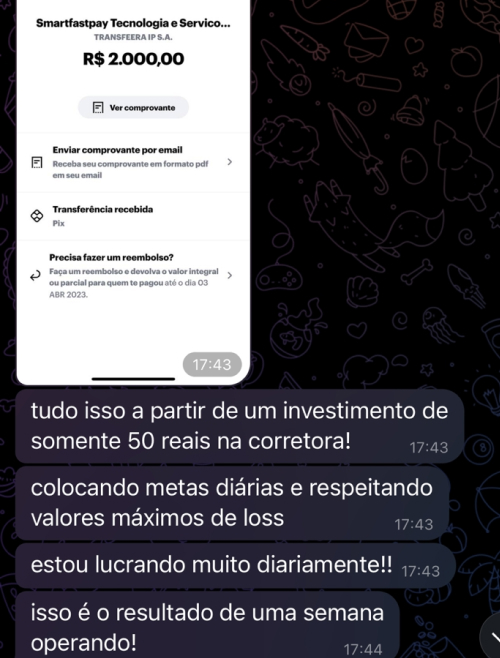 Smartfastpay Tecnologia e Servico...
TRANSFEERA IP S.A.
R$ 2.000,00
Ver comprovante
Enviar comprovante por email
Receba seu comprovante em formato pdf
em seu email
Transferência recebida
Pix
Precisa fazer um reembolso?
Faça um reembolso e devolva o valor integral
ou parcial para quem te pagou até o dia 03
ABR 2023.
17:43
tudo isso a partir de um investimento de
somente 50 reais na corretora!
17:43
colocando metas diárias e respeitando
valores máximos de loss
17:43
estou lucrando muito diariamente!! 17:43
isso é o resultado de uma semana
operando!
17:44